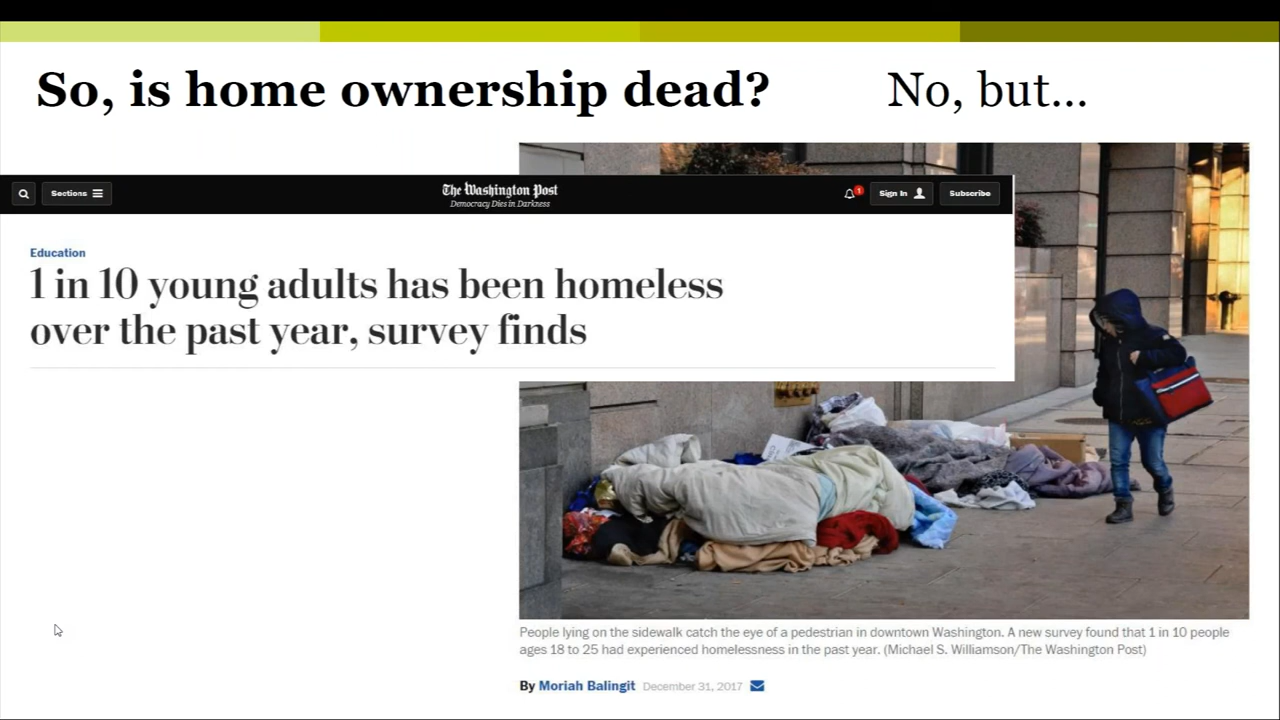 So, is home ownership dead?
No, but...
Sections
The Washington Post
Democracy Dies in Darkness
1
Sign In
Subscribe
Education
1 in 10 young adults has been homeless
over the past year, survey finds
People lying on the sidewalk catch the eye of a pedestrian in downtown Washington. A new survey found that 1 in 10 people
ages 18 to 25 had experienced homelessness in the past year. (Michael S. Williamson/The Washington Post)
By Moriah Balingit December 31, 2017